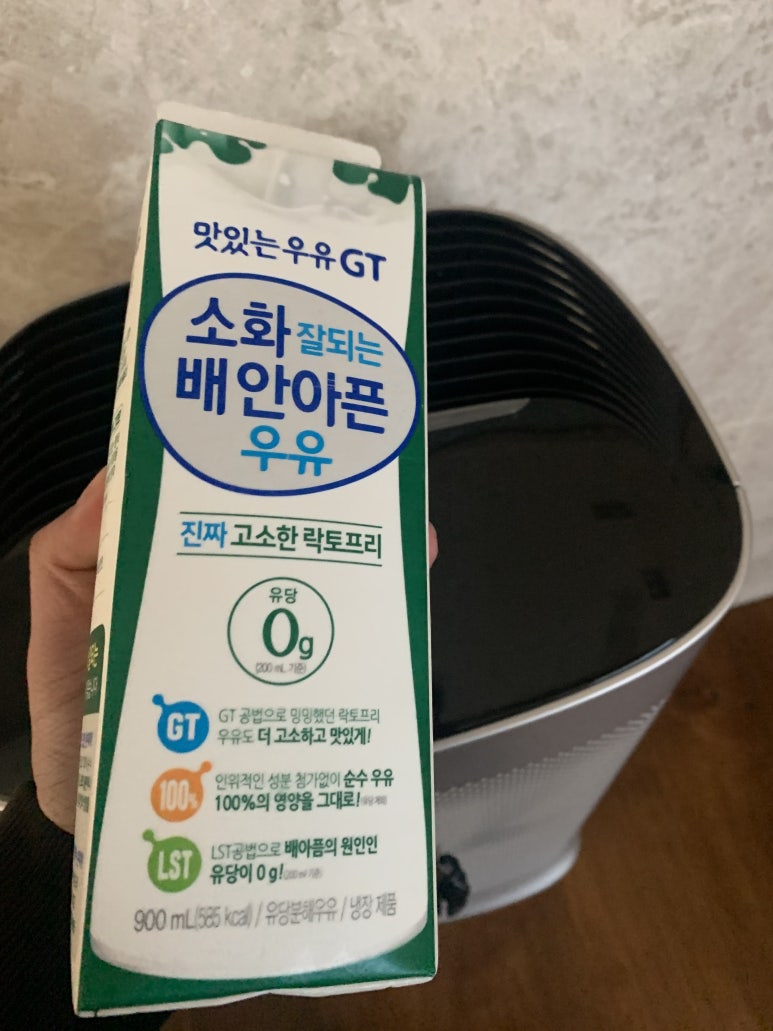 맛있는우유GT
소화 잘되는
배 안아픈
우유
진짜 고소한 락토프리
유당
0g
(200 mL 기준)
GT
GT 공법으로 밍밍했던 락토프리
우유도 더 고소하고 맛있게!
100%
인위적인 성분 첨가없이 순수 우유
100%의 영양을 그대로!
LST
LST공법으로 배아픔의 원인인
유당이 0 g!(200 ml 기준)
900 mL(585 kcal) / 유당분해우유 / 냉장 제품